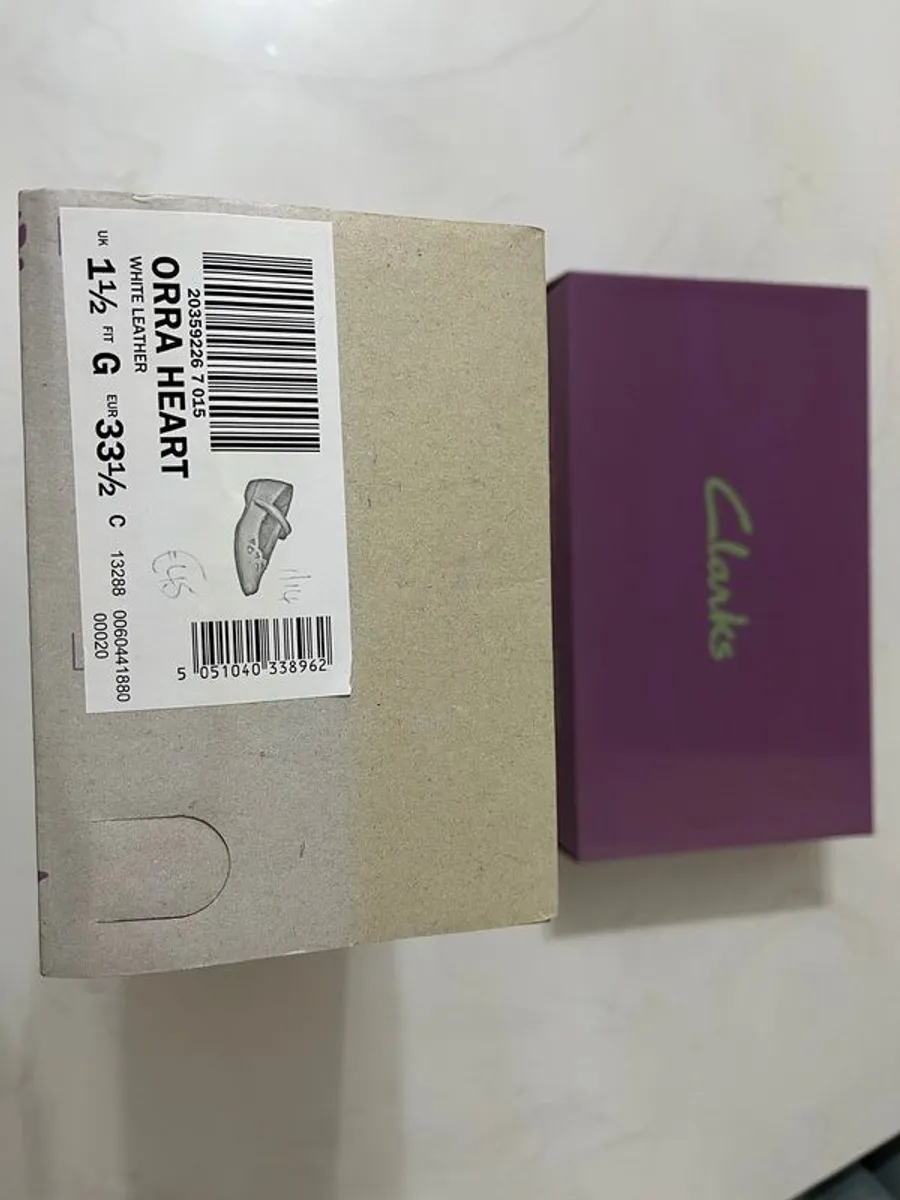 20359226 7 015
ORRA HEART
WHITE LEATHER
UK 1½ FIT G EUR 33½ C 13288 0060441880
00020
€45
5 051040 338962
Clarks